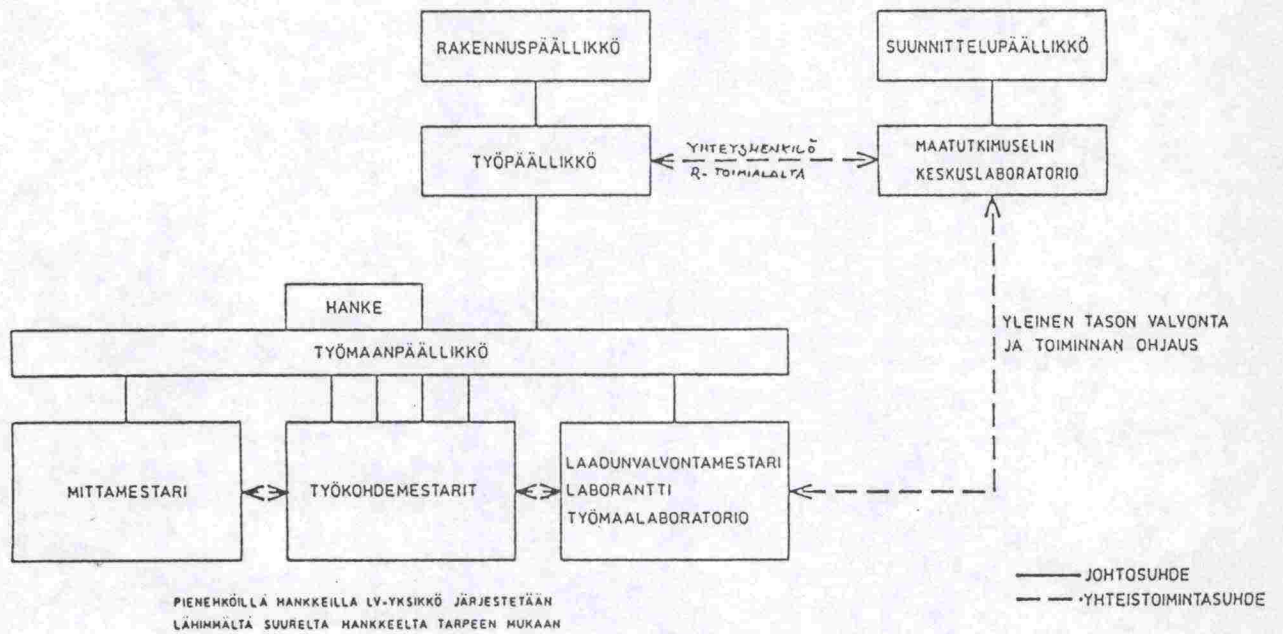 RAKENNUSPÄÄLLIKKÖ
SUUNNITTELUPÄÄLLIKKÖ
TYÖPÄÄLLIKKÖ
YHTEYSHENKILÖ
R-TOIMIALALTA
MAATUTKIMUSELIN
KESKUSLABORATORIO
HANKE
TYÖMAANPÄÄLLIKKÖ
YLEINEN TASON VALVONTA
JA TOIMINNAN OHJAUS
MITTAMESTARI
TYÖKOHDEMESTARIT
LAADUNVALVONTAMESTARI
LABORANTTI
TYÖMAALABORATORIO
JOHTOSUHDE
YHTEISTOIMINTASUHDE
PIENEHKÖILLÄ HANKKEILLA LV-YKSIKKÖ JÄRJESTETÄÄN
LÄHIMMÄLTÄ SUURELTA HANKKEELTA TARPEEN MUKAAN